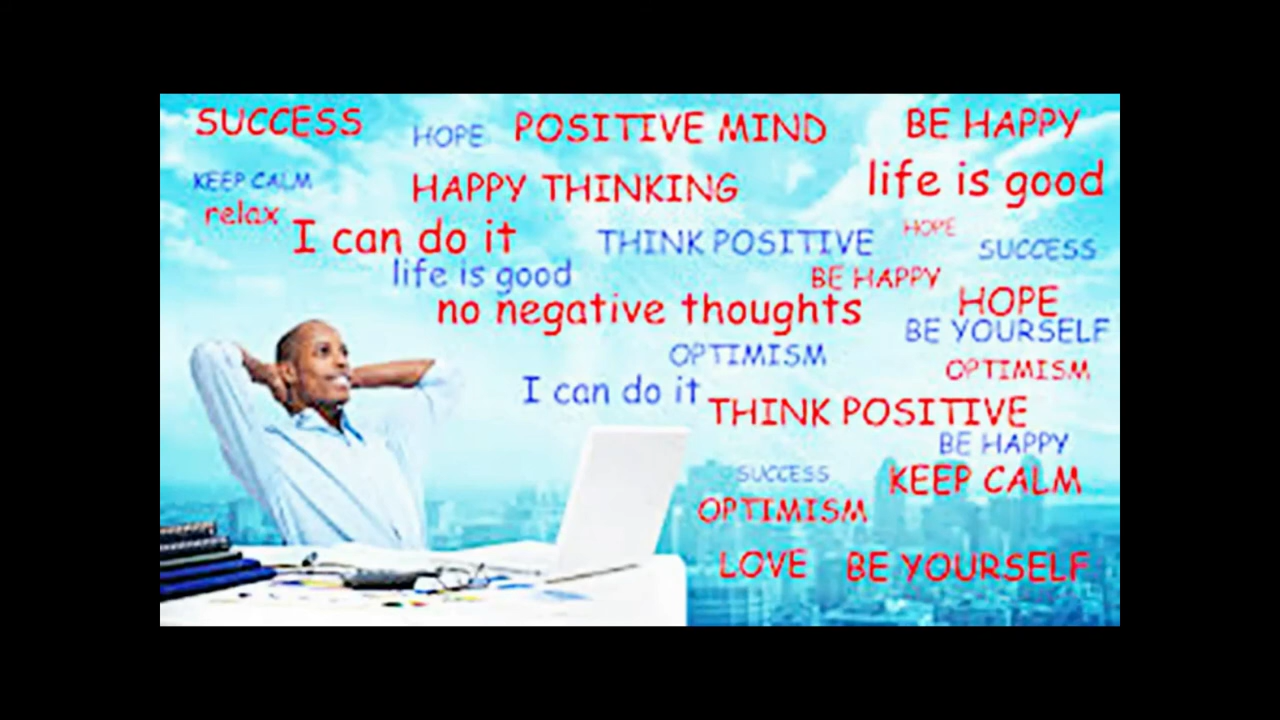 SUCCESS
HOPE
POSITIVE MIND
BE HAPPY
KEEP CALM
HAPPY THINKING
life is good
relax
I can do it
THINK POSITIVE
HOPE
SUCCESS
life is good
BE HAPPY
no negative thoughts
HOPE
BE YOURSELF
OPTIMISM
OPTIMISM
I can do it
THINK POSITIVE
BE HAPPY
SUCCESS
KEEP CALM
OPTIMISM
LOVE
BE YOURSELF